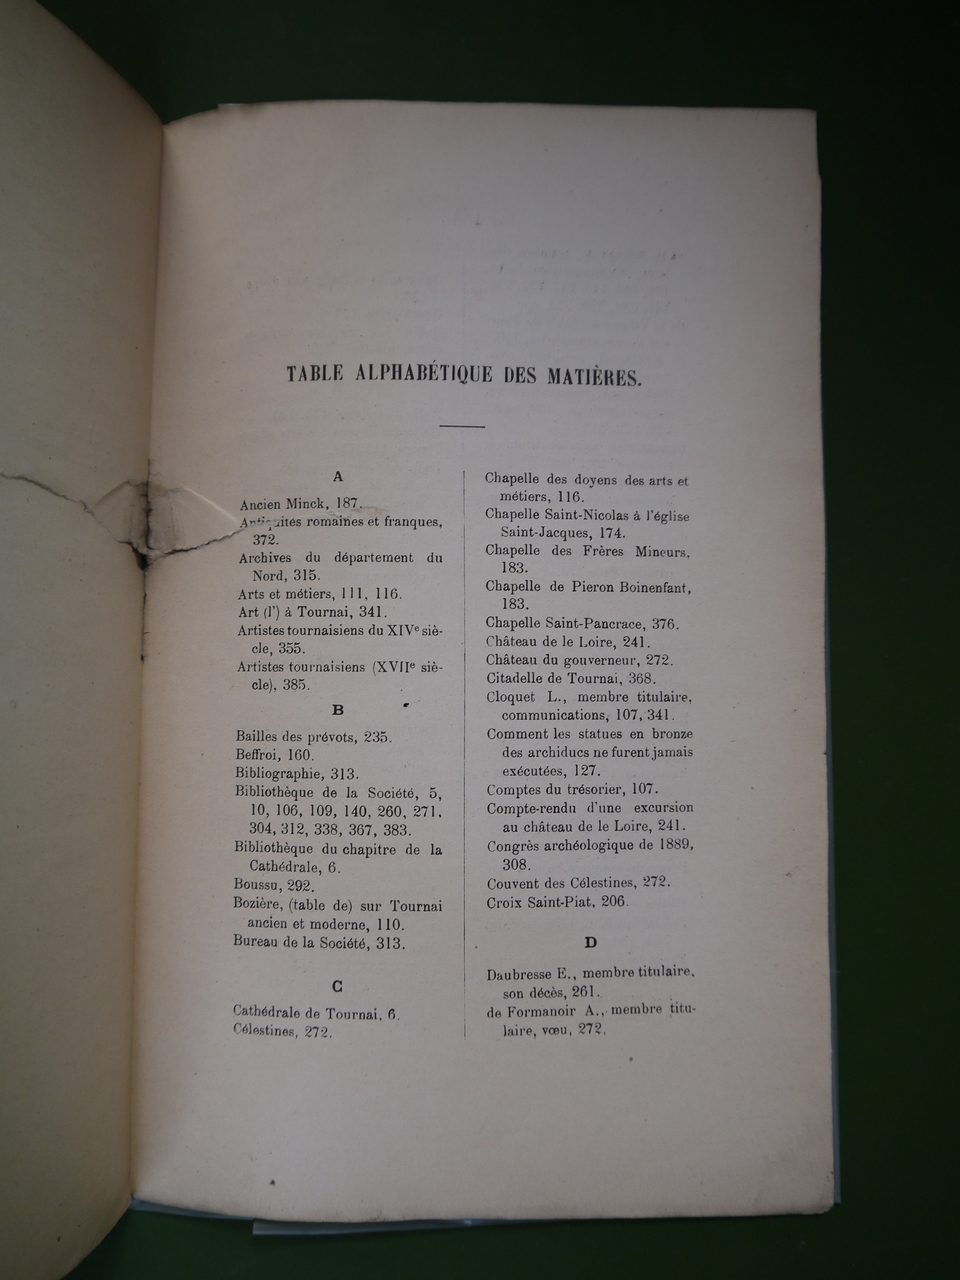 TABLE ALPHABÉTIQUE DES MATIÈRES.
A
Ancien Minck, 187.
Antiquités romaines et franques,
372.
Archives du département du
Nord, 315.
Arts et métiers, 111, 116.
Art (l') à Tournai, 341.
Artistes tournaisiens du XIVe siè-
cle, 355.
Artistes tournaisiens (XVIIe siè-
cle), 385.
B
Bailles des prévots, 235.
Beffroi, 160.
Bibliographie, 313.
Bibliothèque de la Société, 5,
10, 106, 109, 140, 260, 271,
304, 312, 338, 367, 383.
Bibliothèque du chapitre de la
Cathédrale, 6.
Boussu, 292.
Bozière, (table de) sur Tournai
ancien et moderne, 110.
Bureau de la Société, 313.
C
Cathédrale de Tournai, 6.
Célestines, 272.
Chapelle des doyens des arts et
métiers, 116.
Chapelle Saint-Nicolas à l'église
Saint-Jacques, 174.
Chapelle des Frères Mineurs,
183.
Chapelle de Pieron Boinenfant,
183.
Chapelle Saint-Pancrace, 376.
Château de le Loire, 241.
Château du gouverneur, 272.
Citadelle de Tournai, 368.
Cloquet L., membre titulaire,
communications, 107, 341.
Comment les statues en bronze
des archiducs ne furent jamais
exécutées, 127.
Comptes du trésorier, 107.
Compte-rendu d'une excursion
au château de le Loire, 241.
Congrès archéologique de 1889,
308.
Couvent des Célestines, 272.
Croix Saint-Piat, 206.
D
Daubresse E., membre titulaire,
son décès, 261.
de Formanoir A., membre titu-
laire, vœu, 272.